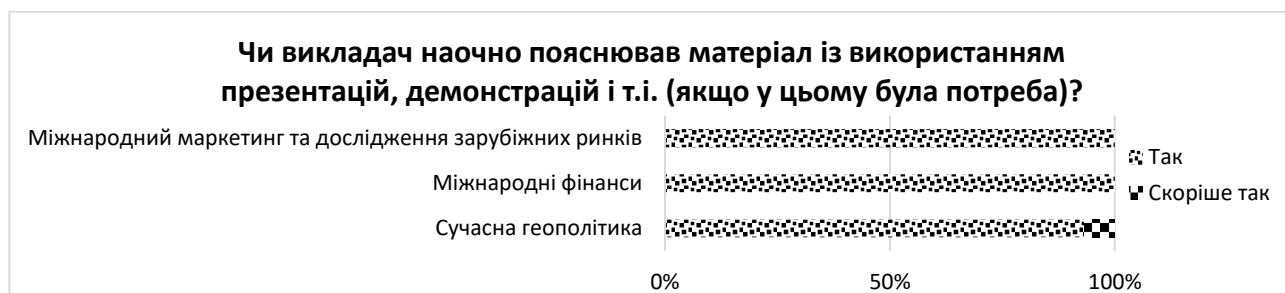 Чи викладач наочно пояснював матеріал із використанням
презентацій, демонстрацій і т.і. (якщо у цьому була потреба)?
Міжнародний маркетинг та дослідження зарубіжних ринків
Міжнародні фінанси
Сучасна геополітика
0%
50%
100%
Так
Скоріше так